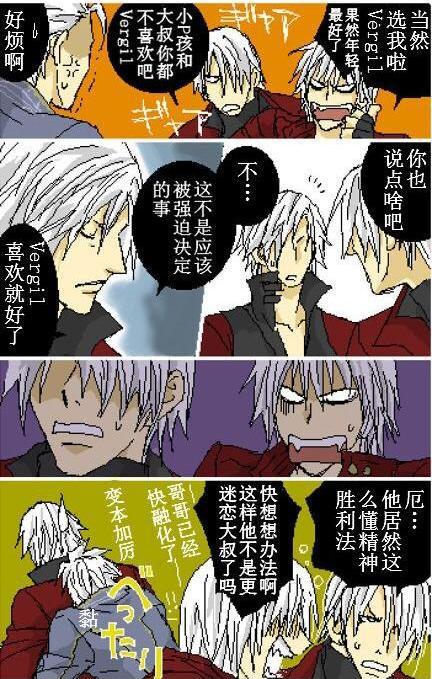 当然
选我啦
Vergil
果然年轻
最好了!
小P孩和
大叔你都
不喜欢吧
Vergil
ギャア
ギャア
好烦啊
你也
说点啥吧
不…
这不是应该
被强迫决定
的事
Vergil
喜欢就好了
厄…
他居然这
么懂精神
胜利法
快想想办法啊
这样他不是更
迷恋大叔了吗
哥哥已经
快融化了!!
变本加厉
黏
べったり